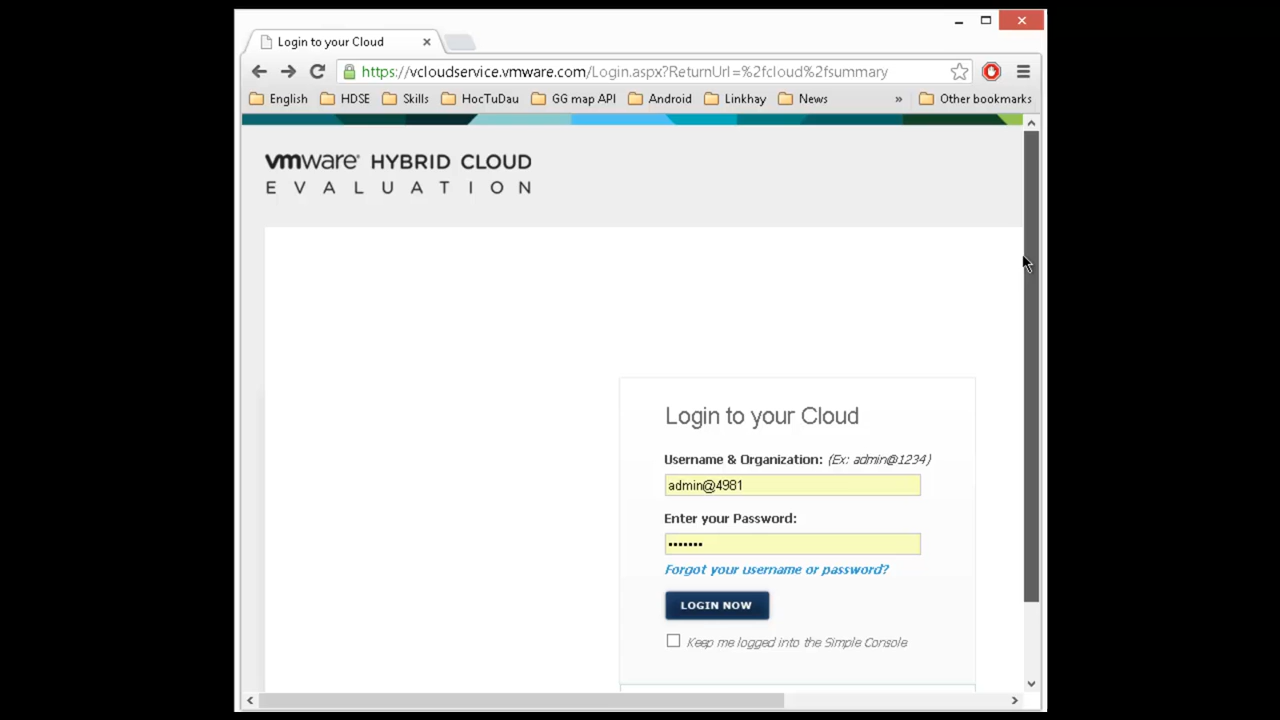 Login to your Cloud
https://vcloudservice.vmware.com/Login.aspx?ReturnUrl=%2fcloud%2fsummary
English HDSE Skills HocTuDau GG map API Android Linkhay News » Other bookmarks
vmware® HYBRID CLOUD
EVALUATION
Login to your Cloud
Username & Organization: (Ex: admin@1234)
admin@4981
Enter your Password:
•••••••
Forgot your username or password?
LOGIN NOW
Keep me logged into the Simple Console